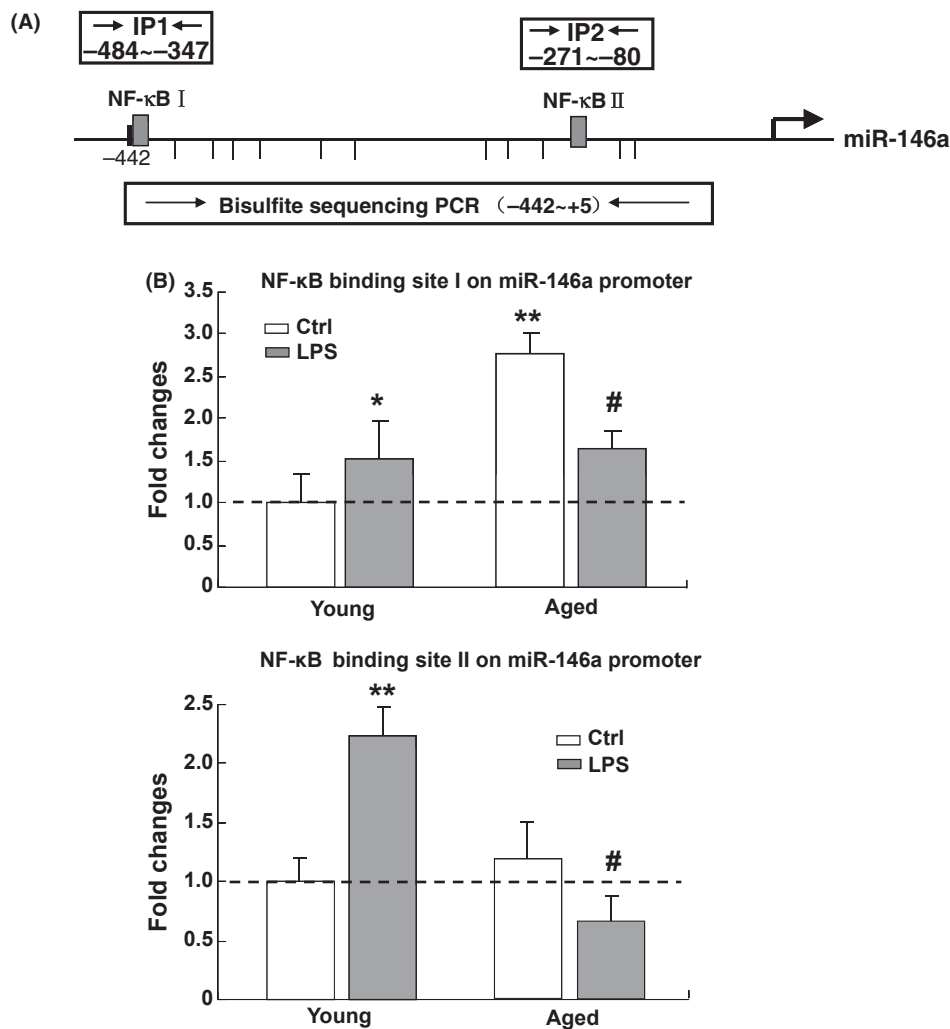 (A)
IP1
–484~–347
IP2
–271~–80
NF-κB I
NF-κB II
–442
miR-146a
Bisulfite sequencing PCR (–442~+5)
(B)
NF-κB binding site I on miR-146a promoter
3.5
3.0
2.5
2.0
1.5
1.0
0.5
0
Fold changes
Ctrl
LPS
*
**
#
Young
Aged
NF-κB binding site II on miR-146a promoter
2.5
2.0
1.5
1.0
0.5
0
Fold changes
**
Ctrl
LPS
#
Young
Aged